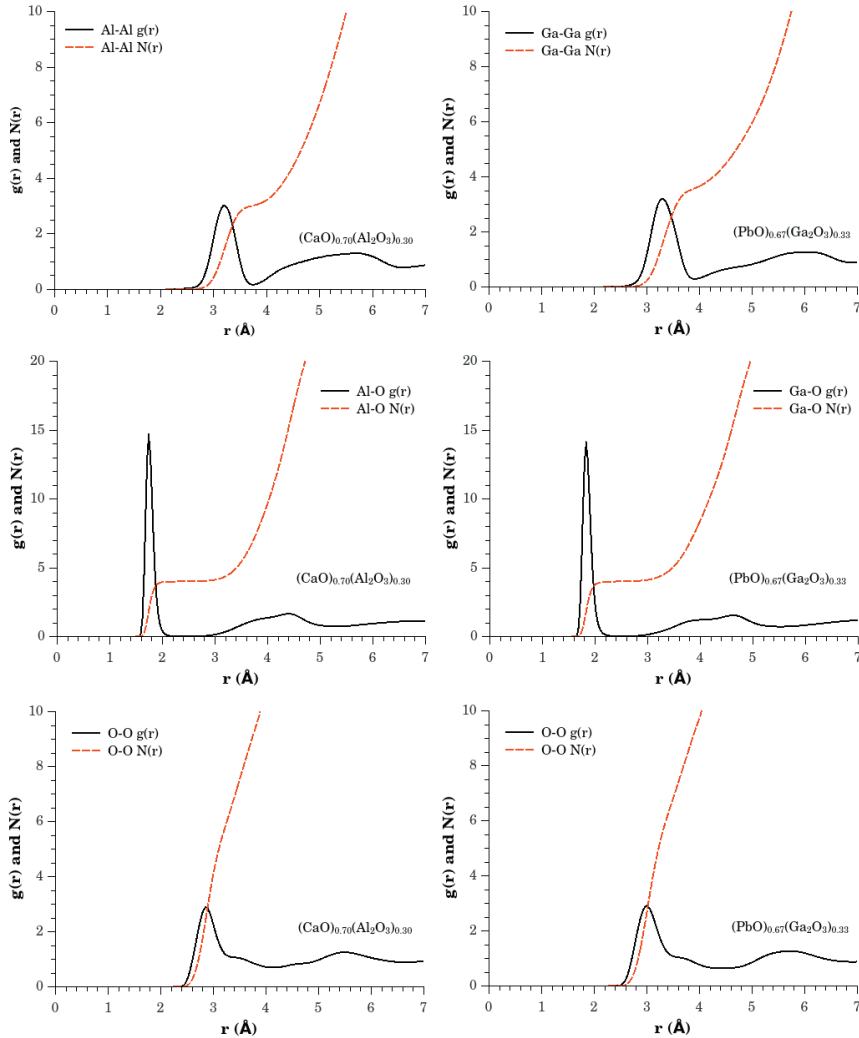 10
8
6
4
2
0
g(r) and N(r)
Al-Al g(r)
Al-Al N(r)
(CaO)0.70(Al2O3)0.30
0 1 2 3 4 5 6 7
r (Å)
10
8
6
4
2
0
g(r) and N(r)
Ga-Ga g(r)
Ga-Ga N(r)
(PbO)0.67(Ga2O3)0.33
0 1 2 3 4 5 6 7
r (Å)
20
15
10
5
0
g(r) and N(r)
Al-O g(r)
Al-O N(r)
(CaO)0.70(Al2O3)0.30
0 1 2 3 4 5 6 7
r (Å)
20
15
10
5
0
g(r) and N(r)
Ga-O g(r)
Ga-O N(r)
(PbO)0.67(Ga2O3)0.33
0 1 2 3 4 5 6 7
r (Å)
10
8
6
4
2
0
g(r) and N(r)
O-O g(r)
O-O N(r)
(CaO)0.70(Al2O3)0.30
0 1 2 3 4 5 6 7
r (Å)
10
8
6
4
2
0
g(r) and N(r)
O-O g(r)
O-O N(r)
(PbO)0.67(Ga2O3)0.33
0 1 2 3 4 5 6 7
r (Å)